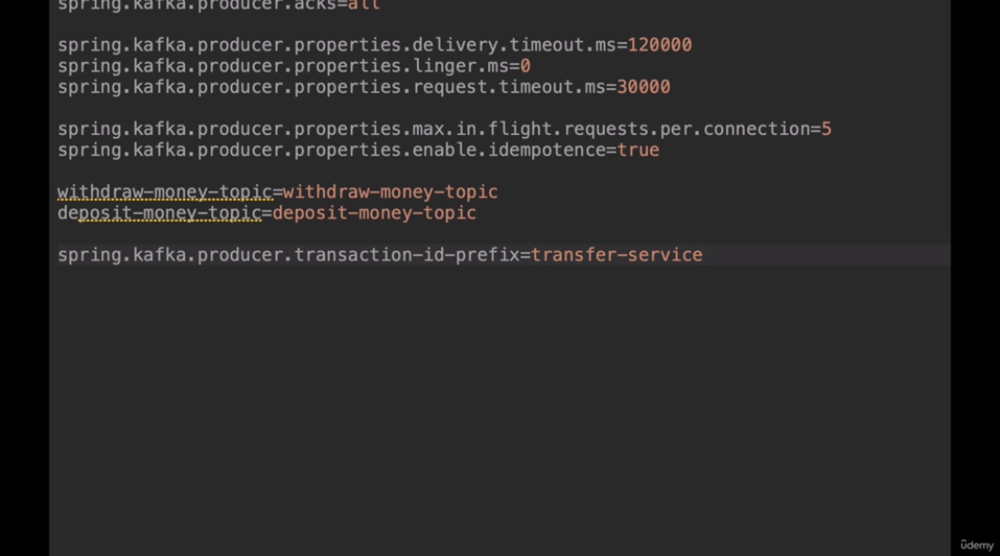 spring.kafka.producer.acks=all
spring.kafka.producer.properties.delivery.timeout.ms=120000
spring.kafka.producer.properties.linger.ms=0
spring.kafka.producer.properties.request.timeout.ms=30000
spring.kafka.producer.properties.max.in.flight.requests.per.connection=5
spring.kafka.producer.properties.enable.idempotence=true
withdraw-money-topic=withdraw-money-topic
deposit-money-topic=deposit-money-topic
spring.kafka.producer.transaction-id-prefix=transfer-service
ûdemy